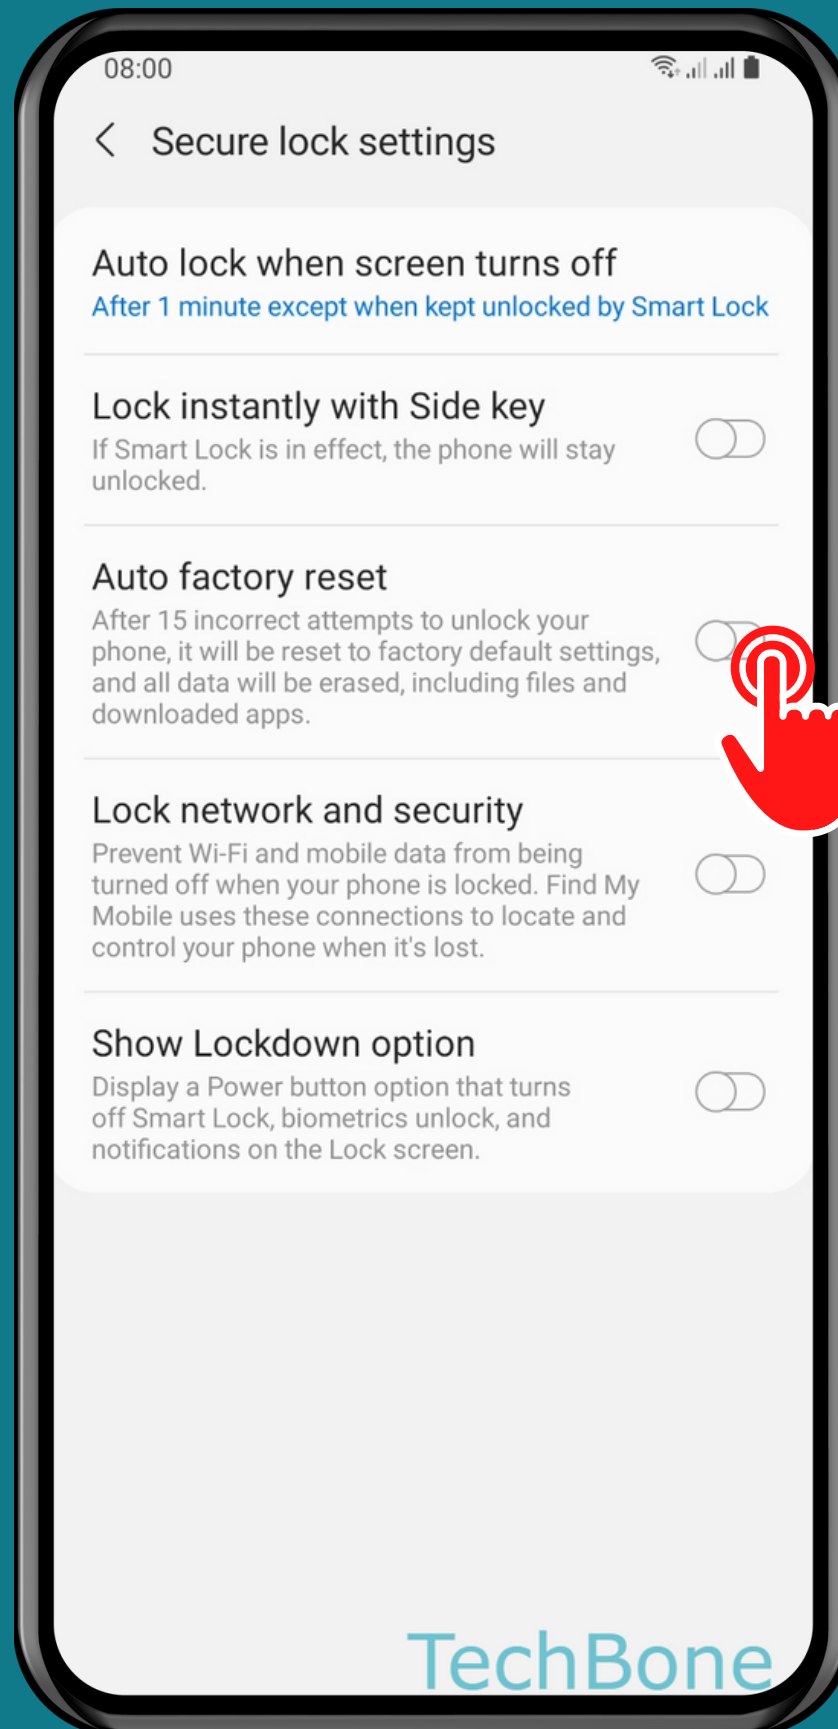 08:00
Secure lock settings
Auto lock when screen turns off
After 1 minute except when kept unlocked by Smart Lock
Lock instantly with Side key
If Smart Lock is in effect, the phone will stay
unlocked.
Auto factory reset
After 15 incorrect attempts to unlock your
phone, it will be reset to factory default settings,
and all data will be erased, including files and
downloaded apps.
Lock network and security
Prevent Wi-Fi and mobile data from being
turned off when your phone is locked. Find My
Mobile uses these connections to locate and
control your phone when it's lost.
Show Lockdown option
Display a Power button option that turns
off Smart Lock, biometrics unlock, and
notifications on the Lock screen.
TechBone